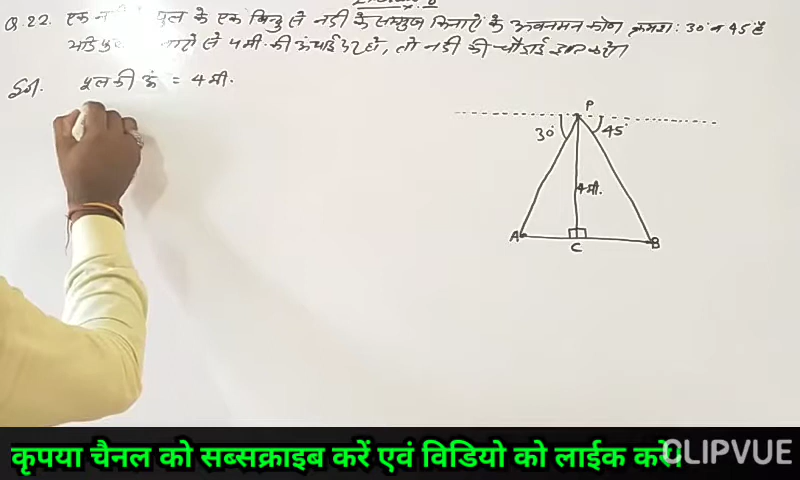 Q.22. एक पुल के एक बिन्दु से नदी के सम्मुख किनारों के अवनमन कोण क्रमशः 30° व 45° है
यदि से 4 मी. की ऊंचाई पर हो, तो नदी की चौड़ाई ज्ञात करो।
Sol. पूल की ऊं = 4 मी.
P
30° 45°
4 मी.
A C B
कृपया चैनल को सब्सक्राइब करें एवं विडियो को लाईक करें।
CLIPVUE